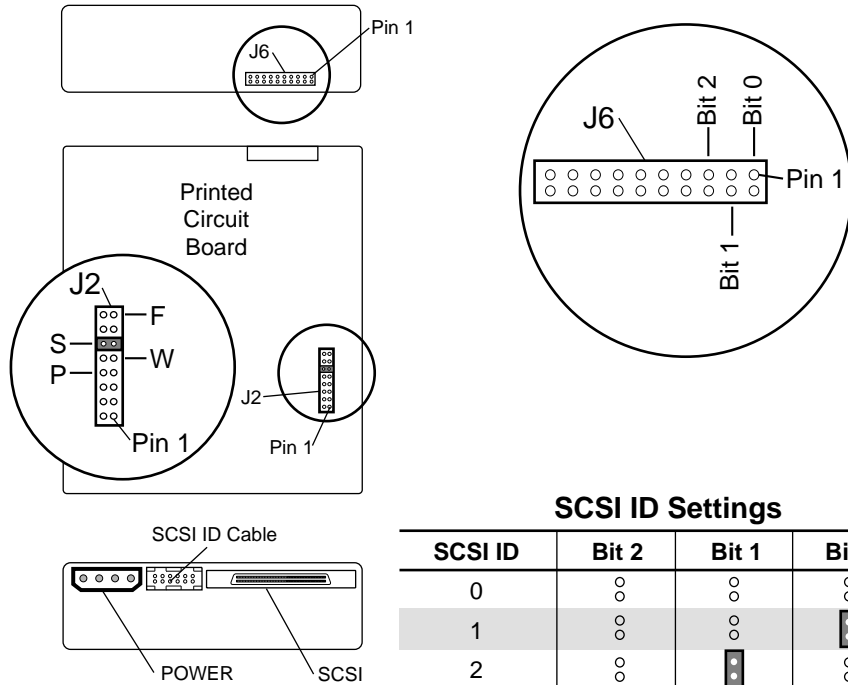 Pin 1
J6
Printed
Circuit
Board
J2
F
S
W
P
Pin 1
J2
Pin 1
SCSI ID Cable
POWER
SCSI
J6
Bit 2
Bit 0
Pin 1
Bit 1
SCSI ID Settings
SCSI ID Bit 2 Bit 1
0
1
2